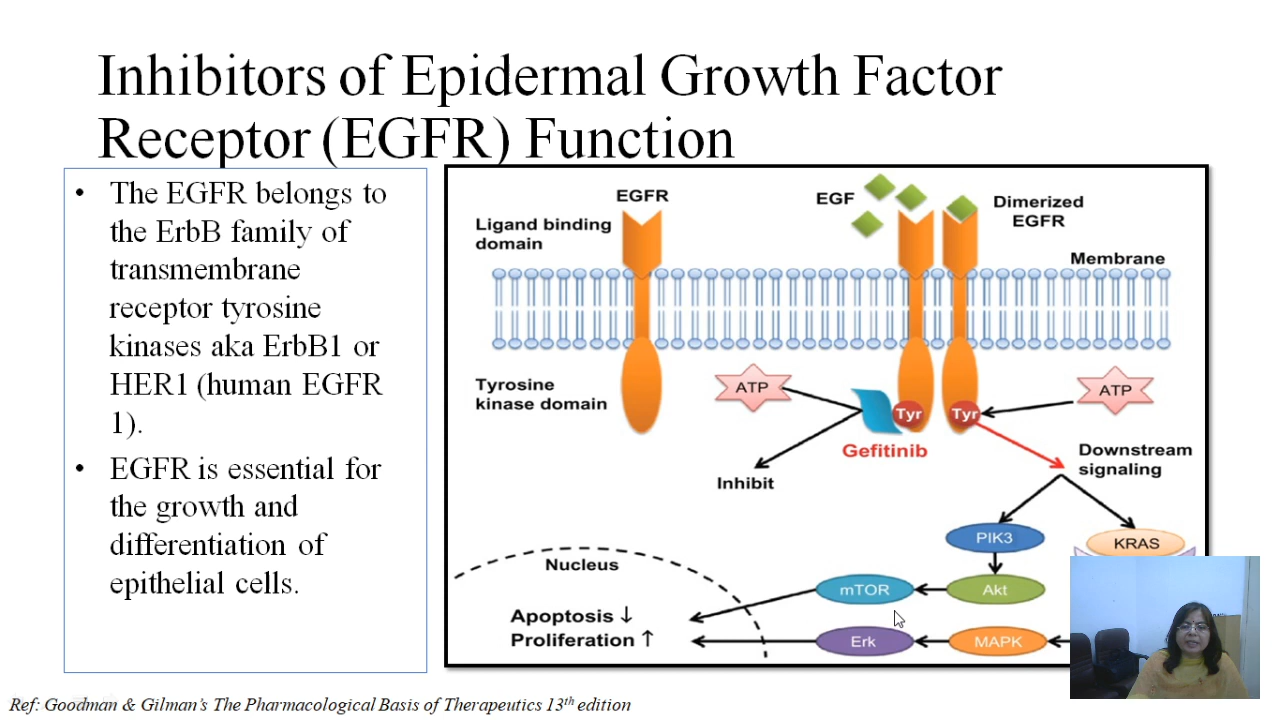 Inhibitors of Epidermal Growth Factor
Receptor (EGFR) Function
• The EGFR belongs to
the ErbB family of
transmembrane
receptor tyrosine
kinases aka ErbB1 or
HER1 (human EGFR
1).
• EGFR is essential for
the growth and
differentiation of
epithelial cells.
EGFR
Ligand binding
domain
EGF
Dimerized
EGFR
Membrane
Tyrosine
kinase domain
ATP
Tyr
Tyr
ATP
Gefitinib
Inhibit
Downstream
signaling
PIK3
KRAS
Nucleus
mTOR
Akt
Apoptosis ↓
Proliferation ↑
Erk
MAPK
Ref: Goodman & Gilman's The Pharmacological Basis of Therapeutics 13th edition